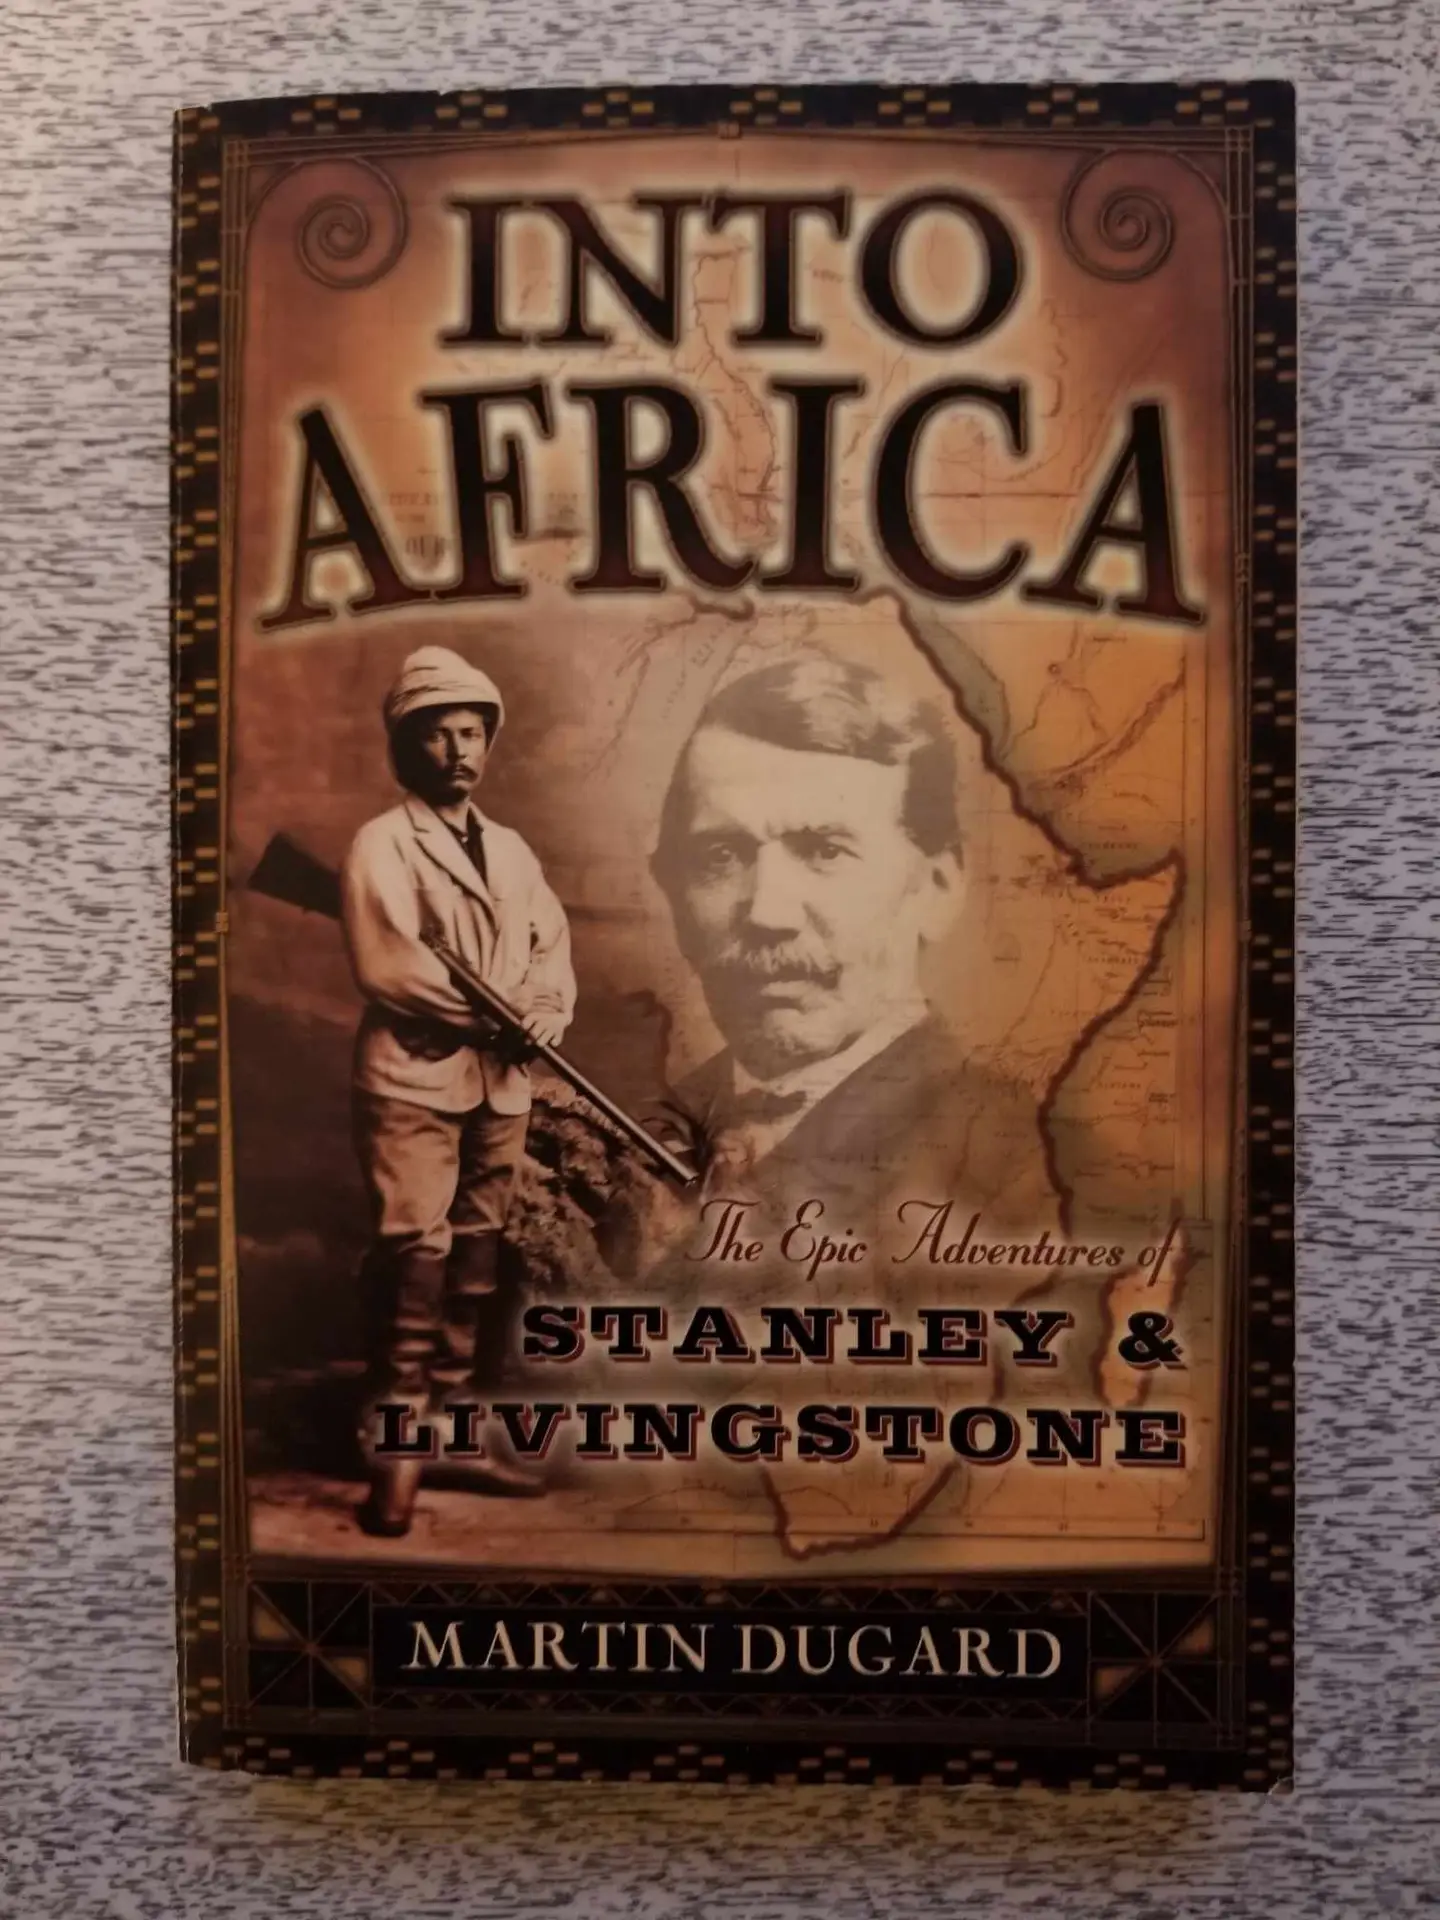 INTO
AFRICA
The Epic Adventures of
STANLEY &
LIVINGSTONE
MARTIN DUGARD